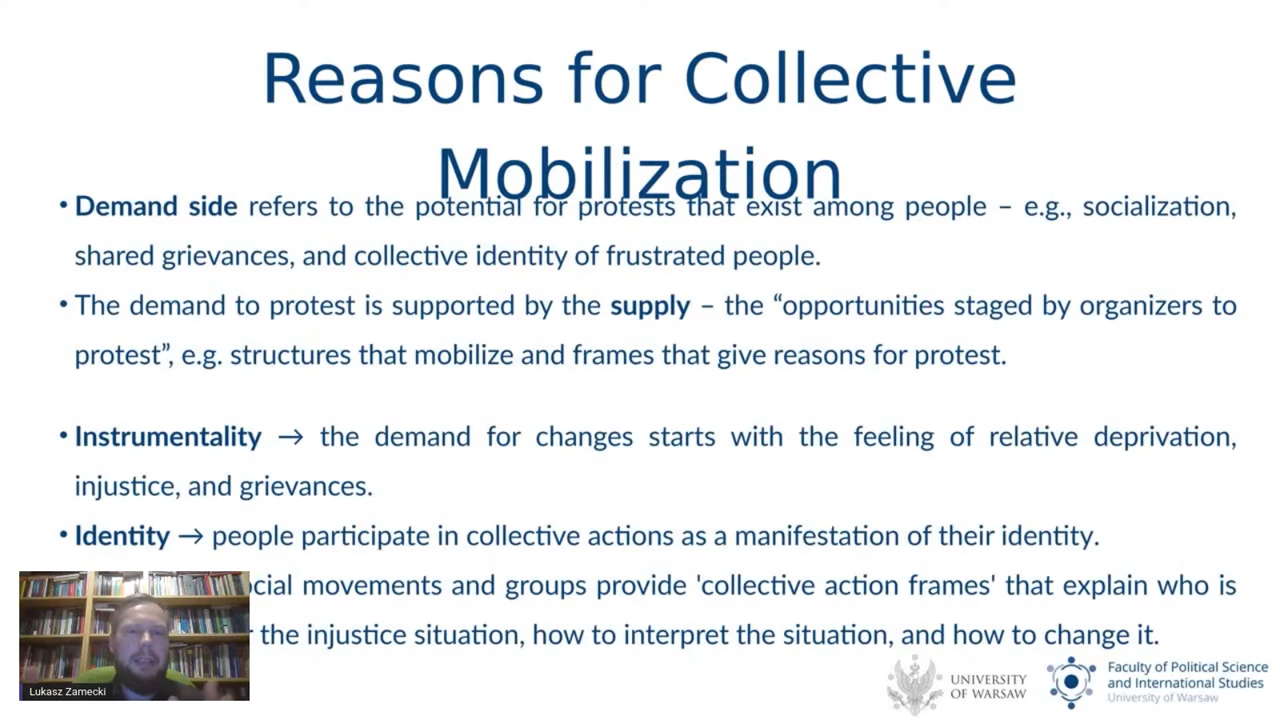 Reasons for Collective
Mobilization
• Demand side refers to the potential for protests that exist among people – e.g., socialization,
shared grievances, and collective identity of frustrated people.
• The demand to protest is supported by the supply – the “opportunities staged by organizers to
protest”, e.g. structures that mobilize and frames that give reasons for protest.
• Instrumentality → the demand for changes starts with the feeling of relative deprivation,
injustice, and grievances.
• Identity → people participate in collective actions as a manifestation of their identity.
ocial movements and groups provide 'collective action frames' that explain who is
r the injustice situation, how to interpret the situation, and how to change it.
Lukasz Zamecki
UNIVERSITY
OF WARSAW
Faculty of Political Science
and International Studies
University of Warsaw